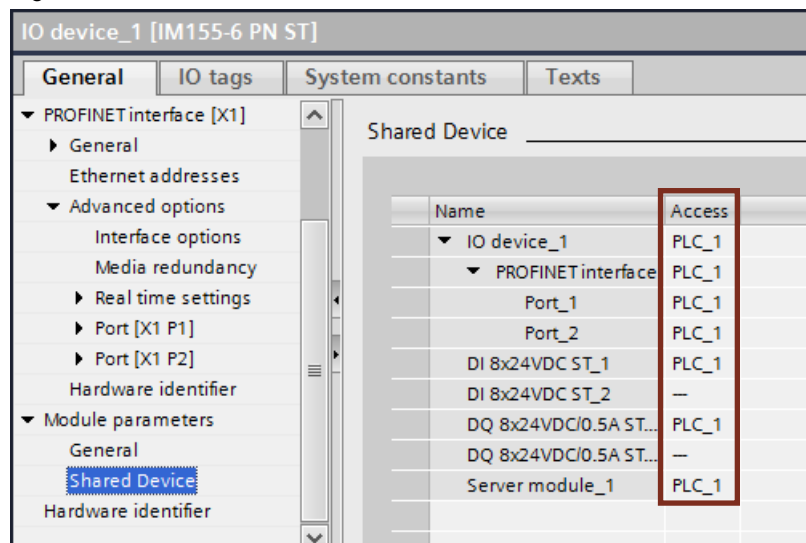 IO device_1 [IM155-6 PN ST]
General IO tags System constants Texts
PROFINET interface [X1]
General
Ethernet addresses
Advanced options
Interface options
Media redundancy
Real time settings
Port [X1 P1]
Port [X1 P2]
Hardware identifier
Module parameters
General
Shared Device
Hardware identifier
Shared Device
Name Access
IO device_1 PLC_1
PROFINET interface PLC_1
Port_1 PLC_1
Port_2 PLC_1
DI 8x24VDC ST_1 PLC_1
DI 8x24VDC ST_2 ---
DQ 8x24VDC/0.5A ST... PLC_1
DQ 8x24VDC/0.5A ST... ---
Server module_1 PLC_1